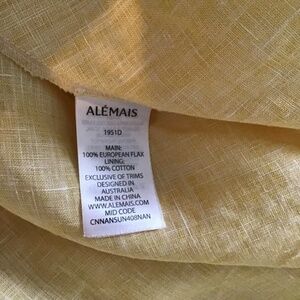 ALÉMAIS
1951D
MAIN:
100% EUROPEAN FLAX
LINING:
100% COTTON
EXCLUSIVE OF TRIMS
DESIGNED IN
AUSTRALIA
MADE IN CHINA
WWW.ALEMAIS.COM
MID CODE
CNNANSUN408NAN